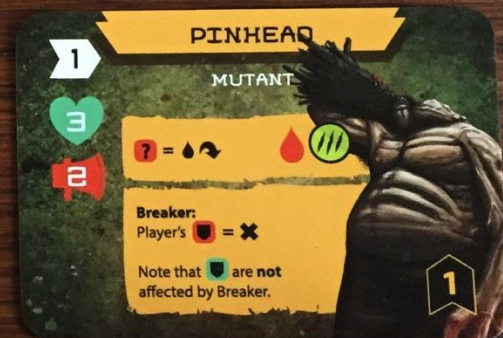 PINHEAD
MUTANT
1
3
2
? =
Breaker:
Player's =
Note that are not
affected by Breaker.
1